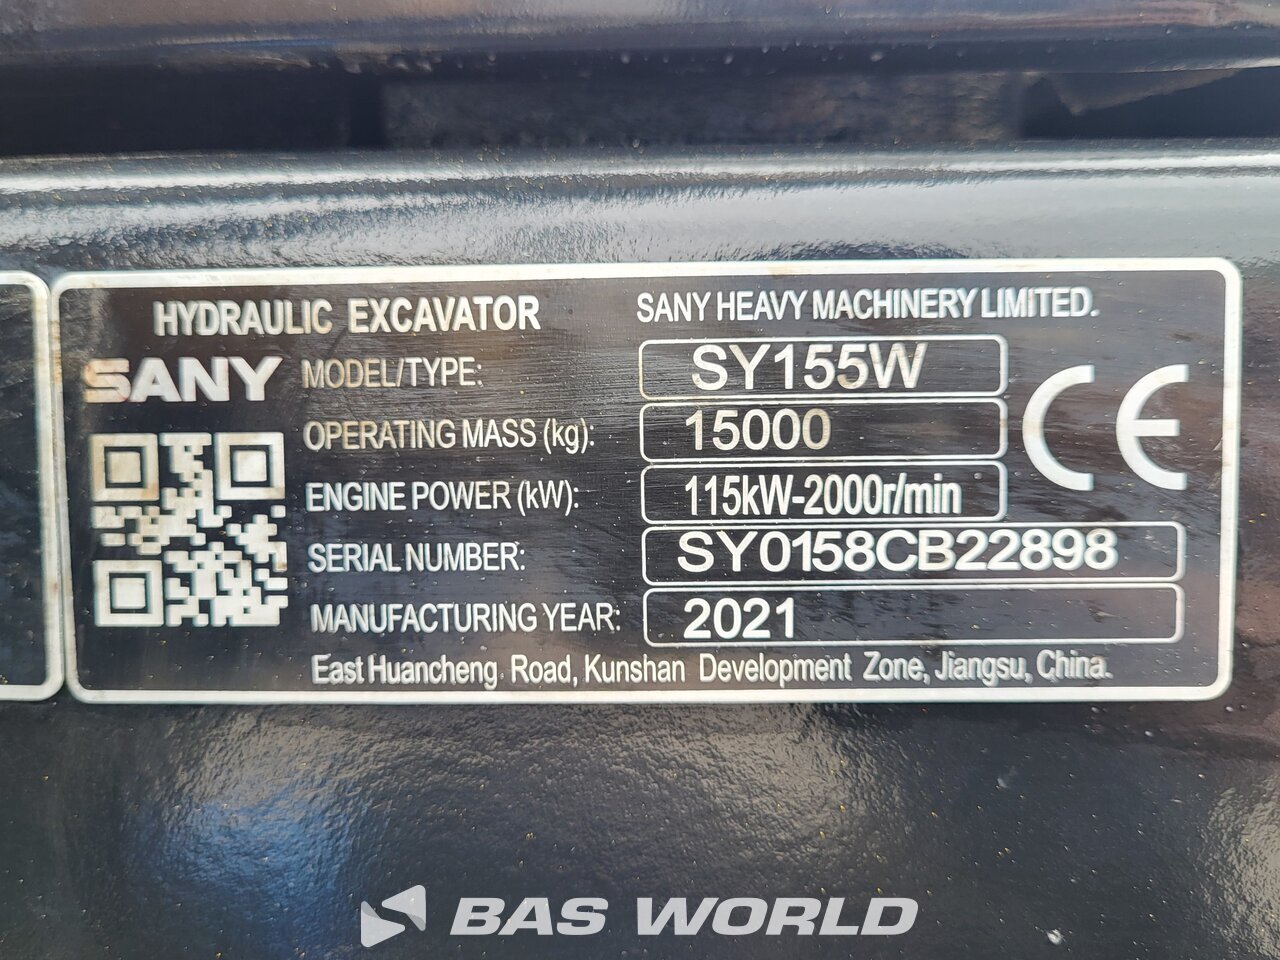 HYDRAULIC EXCAVATOR
SANY HEAVY MACHINERY LIMITED.
SANY
MODEL/TYPE: SY155W
OPERATING MASS (kg): 15000
CE
ENGINE POWER (kW): 115kW-2000r/min
SERIAL NUMBER: SY0158CB22898
MANUFACTURING YEAR: 2021
East Huancheng Road, Kunshan Development Zone, Jiangsu, China.
BAS WORLD